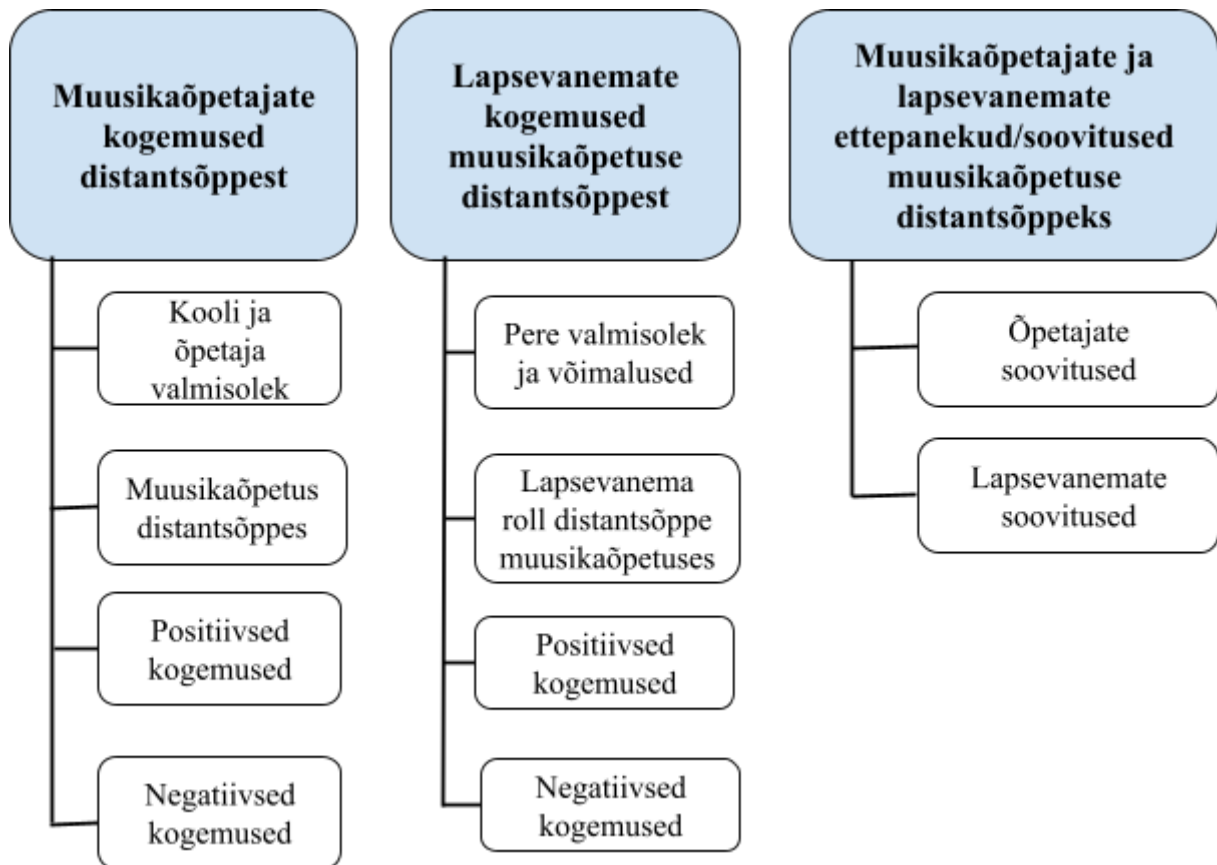 Muusikaõpetajate
kogemused
distantsõppest
Kooli ja
õpetaja
valmisolek
Muusikaõpetus
distantsõppes
Positiivsed
kogemused
Negatiivsed
kogemused
Lapsevanemate
kogemused
muusikaõpetuse
distantsõppest
Pere valmisolek
ja võimalused
Lapsevanema
roll distantsõppe
muusikaõpetuses
Positiivsed
kogemused
Negatiivsed
kogemused
Muusikaõpetajate ja
lapsevanemate
ettepanekud/soovitused
muusikaõpetuse
distantsõppeks
Õpetajate
soovitused
Lapsevanemate
soovitused